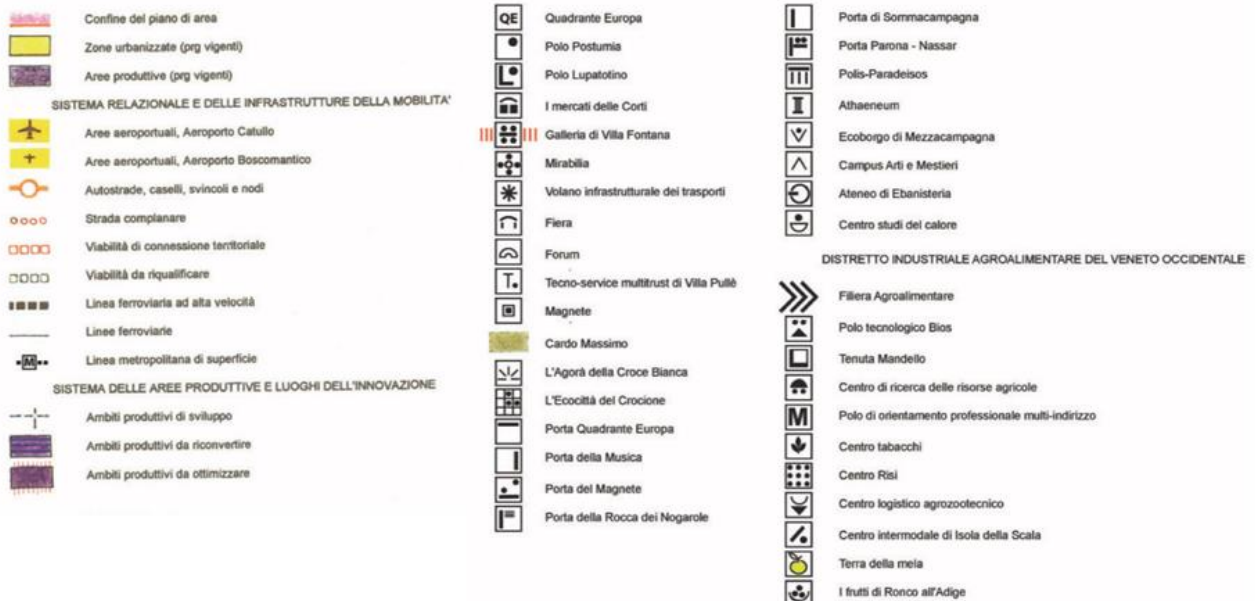 Confine del piano di area
Zone urbanizzate (prg vigenti)
Aree produttive (prg vigenti)
SISTEMA RELAZIONALE E DELLE INFRASTRUTTURE DELLA MOBILITA'
Aree aeroportuali, Aeroporto Catullo
Aree aeroportuali, Aeroporto Boscomantico
Autostrade, caselli, svincoli e nodi
Strada complanare
Viabilità di connessione territoriale
Viabilità da riqualificare
Linea ferroviaria ad alta velocità
Linee ferroviarie
M Linea metropolitana di superficie
SISTEMA DELLE AREE PRODUTTIVE E LUOGHI DELL'INNOVAZIONE
Ambiti produttivi di sviluppo
Ambiti produttivi da riconvertire
Ambiti produttivi da ottimizzare
QE Quadrante Europa
Polo Postumia
Polo Lupatotino
I mercati delle Corti
Galleria di Villa Fontana
Mirabilia
Volano infrastrutturale dei trasporti
Fiera
Forum
T. Tecno-service multitrust di Villa Pullè
Magnete
Cardo Massimo
L'Agorà della Croce Bianca
L'Ecocittà del Crocione
Porta Quadrante Europa
Porta della Musica
Porta del Magnete
Porta della Rocca dei Nogarole
Porta di Sommacampagna
Porta Parona - Nassar
Polis-Paradeisos
Athaeneum
Ecoborgo di Mezzacampagna
Campus Arti e Mestieri
Ateneo di Ebanisteria
Centro studi del calore
DISTRETTO INDUSTRIALE AGROALIMENTARE DEL VENETO OCCIDENTALE
Filiera Agroalimentare
Polo tecnologico Bios
Tenuta Mandello
Centro di ricerca delle risorse agricole
M Polo di orientamento professionale multi-indirizzo
Centro tabacchi
Centro Risi
Centro logistico agrozootecnico
Centro intermodale di Isola della Scala
Terra della mela
I frutti di Ronco all'Adige